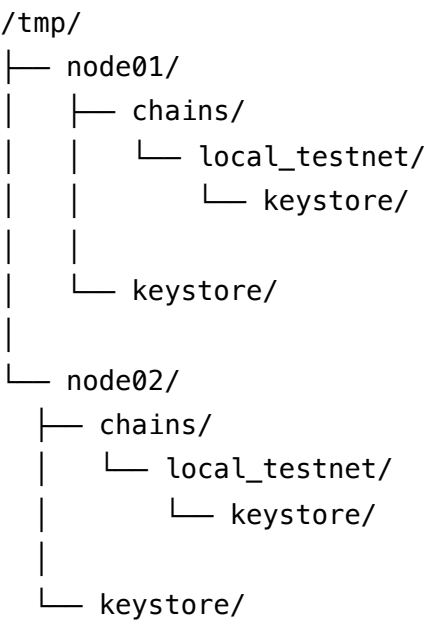 /tmp/
├── node01/
│   ├── chains/
│   │   └── local_testnet/
│   │       └── keystore/
│   │
│   └── keystore/
│
└── node02/
  ├── chains/
  │   └── local_testnet/
  │       └── keystore/
  │
  └── keystore/